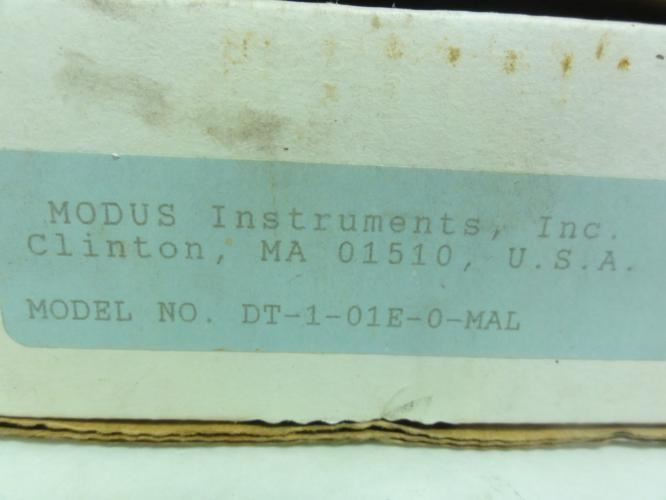 MODUS Instruments, Inc.
Clinton, MA 01510, U.S.A.
MODEL NO. DT-1-01E-0-MAL